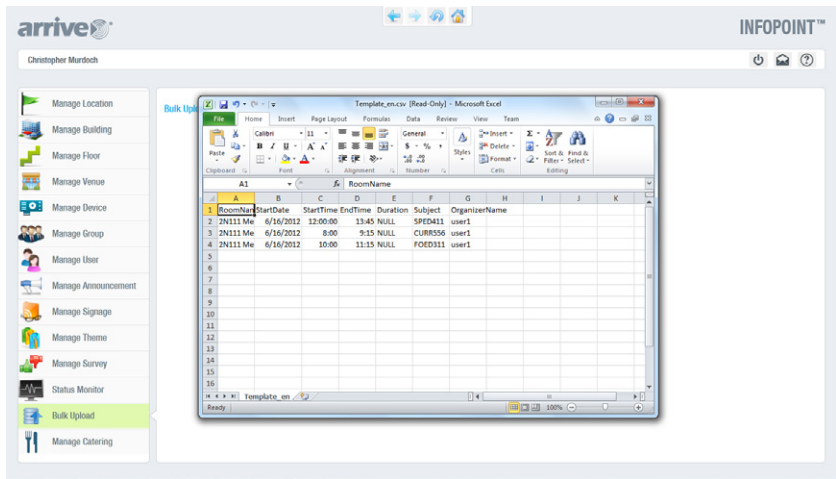 arrive
INFOPOINT™
Christopher Murdoch
Manage Location
Manage Building
Manage Floor
Manage Venue
Manage Device
Manage Group
Manage User
Manage Announcement
Manage Signage
Manage Theme
Manage Survey
Status Monitor
Bulk Upload
Manage Catering
Bulk Upl
Template_en.csv [Read-Only] - Microsoft Excel
File Home Insert Page Layout Formulas Data Review View Team
Paste
Calibri 11
B I U
General
$ % ,
Styles
Insert
Delete
Format
Sort & Filter
Find & Select
Clipboard Font Alignment Number Cells Editing
A1 fx RoomName
A B C D E F G H I J K
1 RoomNam StartDate StartTime EndTime Duration Subject OrganizerName
2 2N111 Me 6/16/2012 12:00:00 13:45 NULL SPED411 user1
3 2N111 Me 6/16/2012 8:00 9:15 NULL CURR556 user1
4 2N111 Me 6/16/2012 10:00 11:15 NULL FOED311 user1
5
6
7
8
9
10
11
12
13
14
15
16
Template_en
Ready 100%